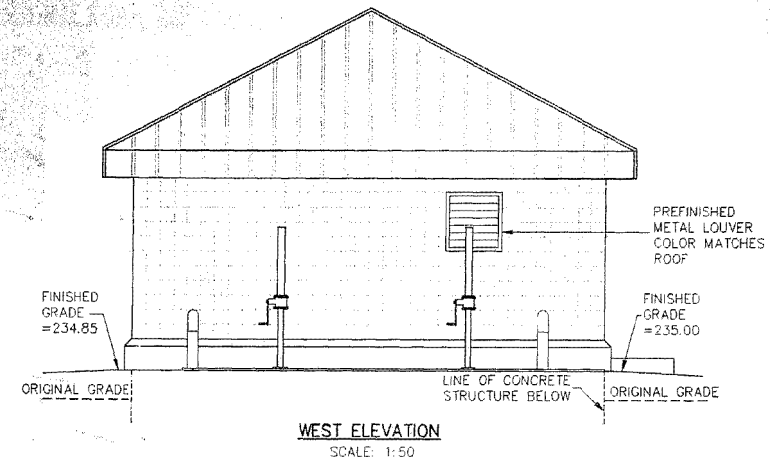 PREFINISHED
METAL LOUVER
COLOR MATCHES
ROOF
FINISHED
GRADE
=234.85
FINISHED
GRADE
=235.00
ORIGINAL GRADE
LINE OF CONCRETE
STRUCTURE BELOW
ORIGINAL GRADE
WEST ELEVATION
SCALE: 1:50